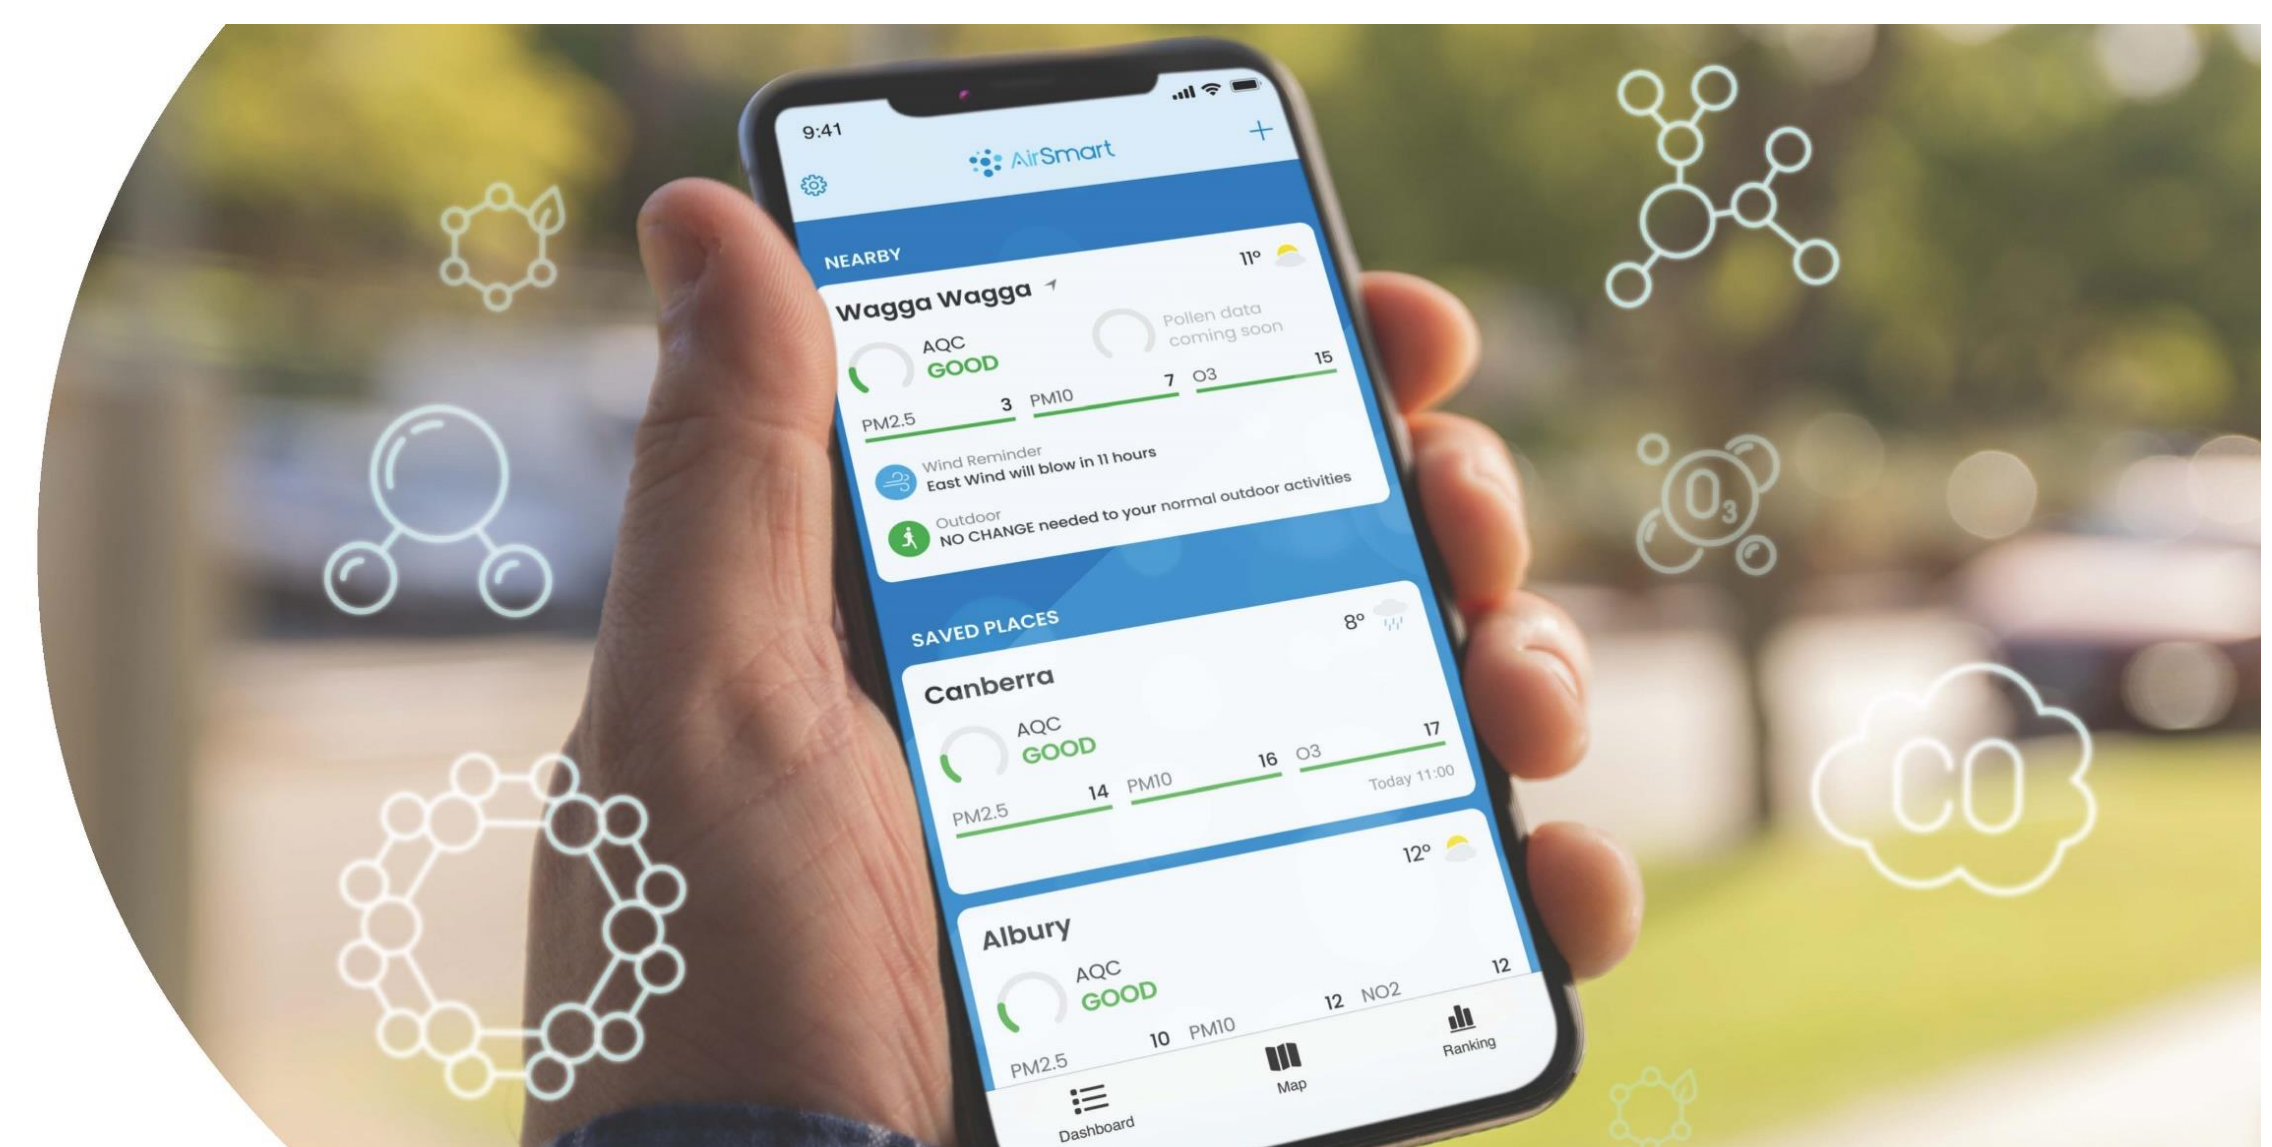 9:41
AirSmart
NEARBY
Wagga Wagga
11°
AQC
GOOD
Pollen data
coming soon
PM2.5 3 PM10 7 O3 15
Wind Reminder
East Wind will blow in 11 hours
Outdoor
NO CHANGE needed to your normal outdoor activities
SAVED PLACES
Canberra
8°
AQC
GOOD
PM2.5 14 PM10 16 O3 17
Today 11:00
Albury
12°
AQC
GOOD
PM2.5 10 PM10 12 NO2 12
Dashboard
Map
Ranking
O3
CO